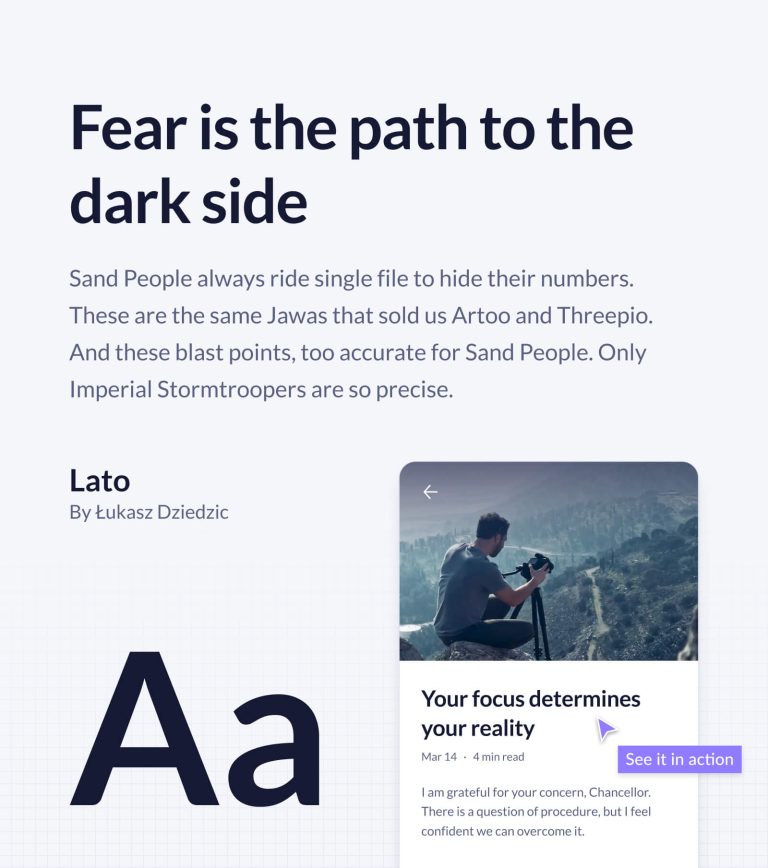 Fear is the path to the
dark side
Sand People always ride single file to hide their numbers.
These are the same Jawas that sold us Artoo and Threepio.
And these blast points, too accurate for Sand People. Only
Imperial Stormtroopers are so precise.
Lato
By Łukasz Dziedzic
Aa
Your focus determines
your reality
Mar 14 · 4 min read
See it in action
I am grateful for your concern, Chancellor.
There is a question of procedure, but I feel
confident we can overcome it.